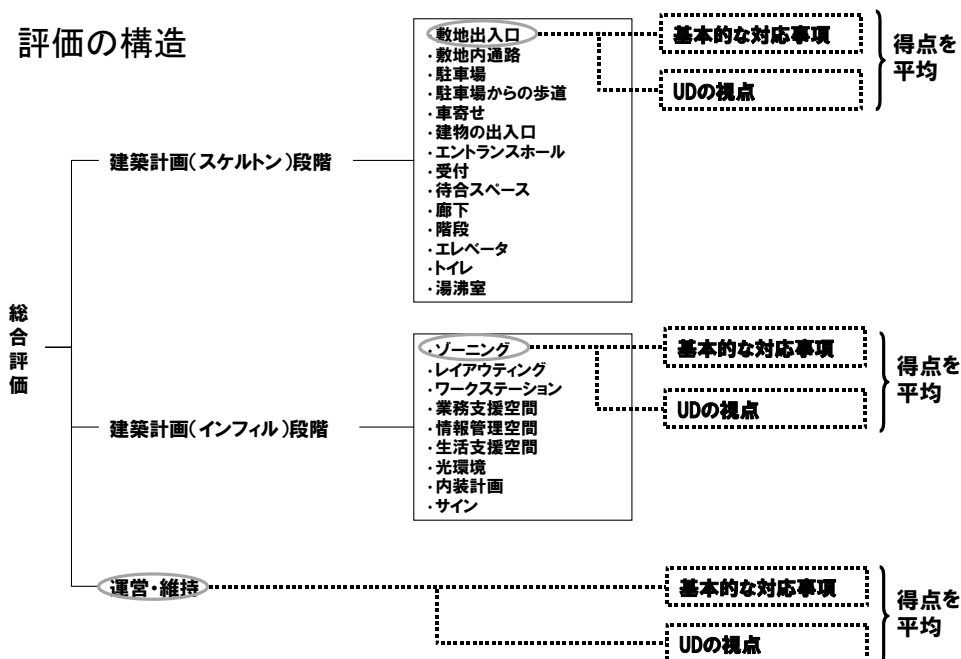 評価の構造
総合評価
建築計画(スケルトン)段階
・敷地出入口
・敷地内通路
・駐車場
・駐車場からの歩道
・車寄せ
・建物の出入口
・エントランスホール
・受付
・待合スペース
・廊下
・階段
・エレベータ
・トイレ
・湯沸室
基本的な対応事項
UDの視点
得点を
平均
建築計画(インフィル)段階
・ゾーニング
・レイアウティング
・ワークステーション
・業務支援空間
・情報管理空間
・生活支援空間
・光環境
・内装計画
・サイン
基本的な対応事項
UDの視点
得点を
平均
運営・維持
基本的な対応事項
UDの視点
得点を
平均